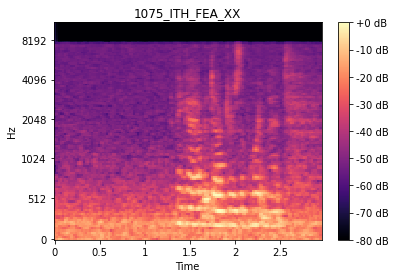 1075_ITH_FEA_XX
+0 dB
8192
-10 dB
4096
-20 dB
-30 dB
2048
Hz
-40 dB
1024
-50 dB
512
-60 dB
-70 dB
0
-80 dB
0 0.5 1 1.5 2 2.5
Time